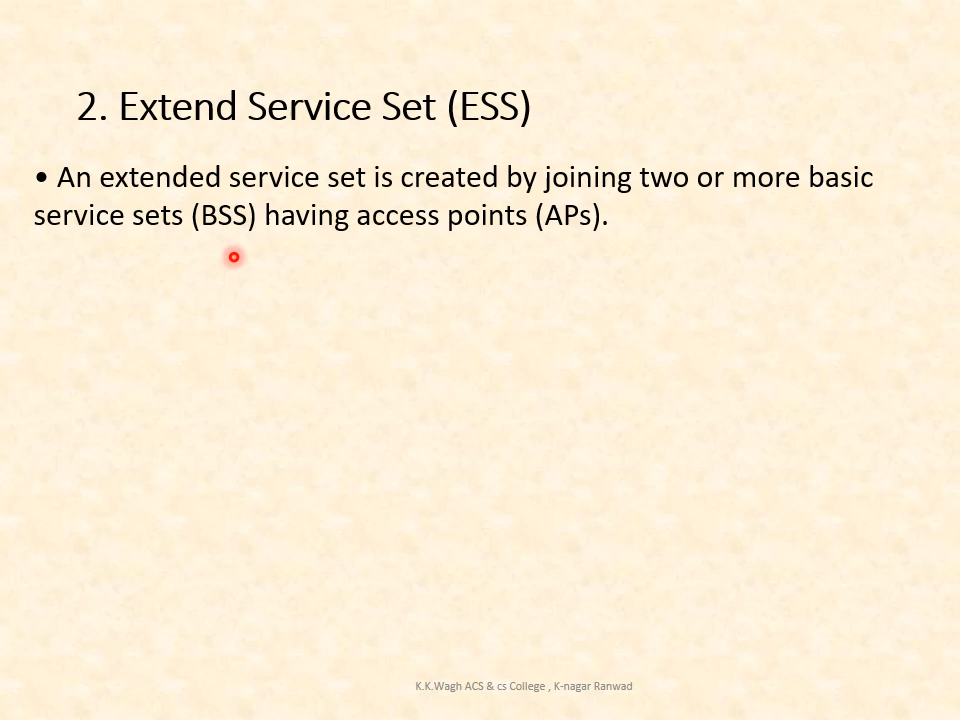 2. Extend Service Set (ESS)
• An extended service set is created by joining two or more basic
service sets (BSS) having access points (APs).
K.K.Wagh ACS & cs College , K-nagar Ranwad